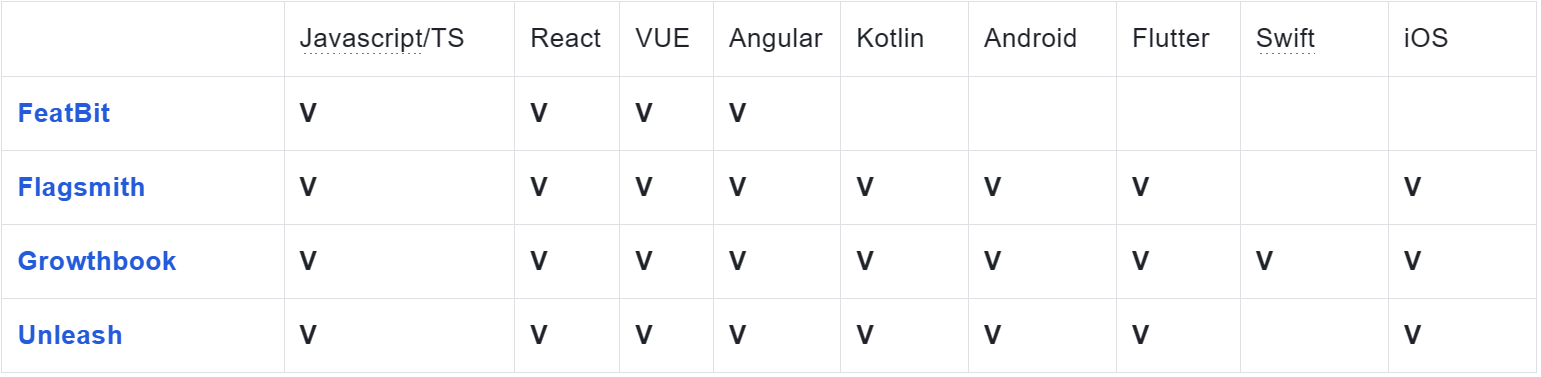 Javascript/TS React VUE Angular Kotlin Android Flutter Swift iOS
FeatBit V V V V
Flagsmith V V V V V V V V
Growthbook V V V V V V V V V
Unleash V V V V V V V V